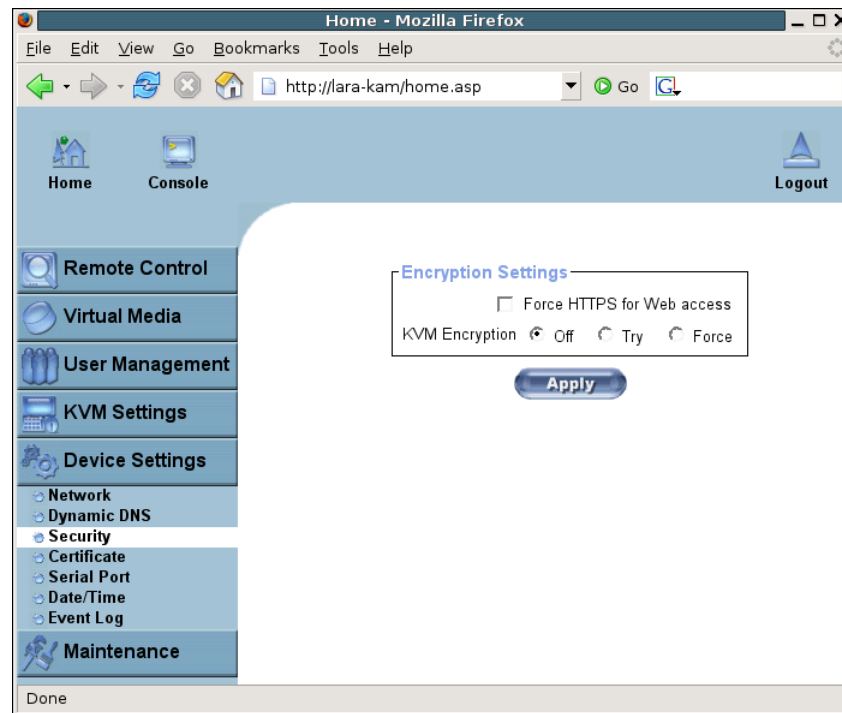 Home - Mozilla Firefox
File Edit View Go Bookmarks Tools Help
http://lara-kam/home.asp Go G
Home Console Logout
Remote Control
Virtual Media
User Management
KVM Settings
Device Settings
Network
Dynamic DNS
Security
Certificate
Serial Port
Date/Time
Event Log
Maintenance
Encryption Settings
Force HTTPS for Web access
KVM Encryption Off Try Force
Apply
Done